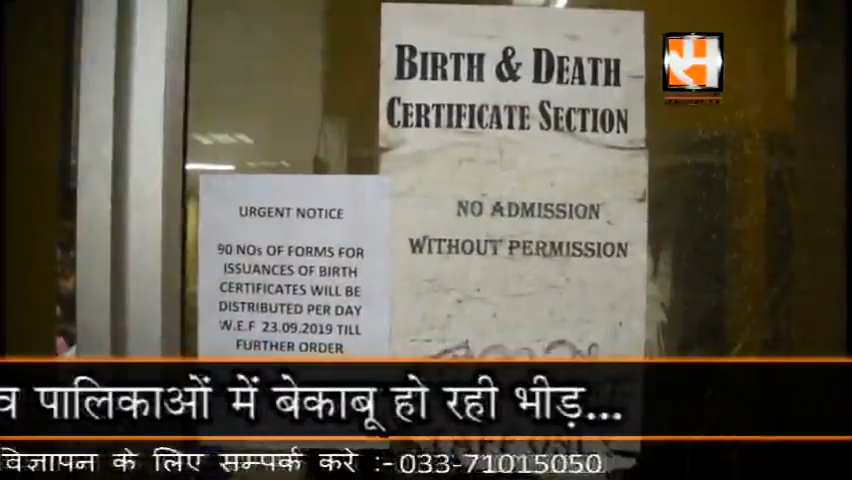 BIRTH & DEATH
CERTIFICATE SECTION
NO ADMISSION
WITHOUT PERMISSION
URGENT NOTICE
90 NOs OF FORMS FOR
ISSUANCES OF BIRTH
CERTIFICATES WILL BE
DISTRIBUTED PER DAY
W.E.F 23.09.2019 TILL
FURTHER ORDER
व पालिकाओं में बेकाबू हो रही भीड़...
विज्ञापन के लिए सम्पर्क करे :- 033-71015050